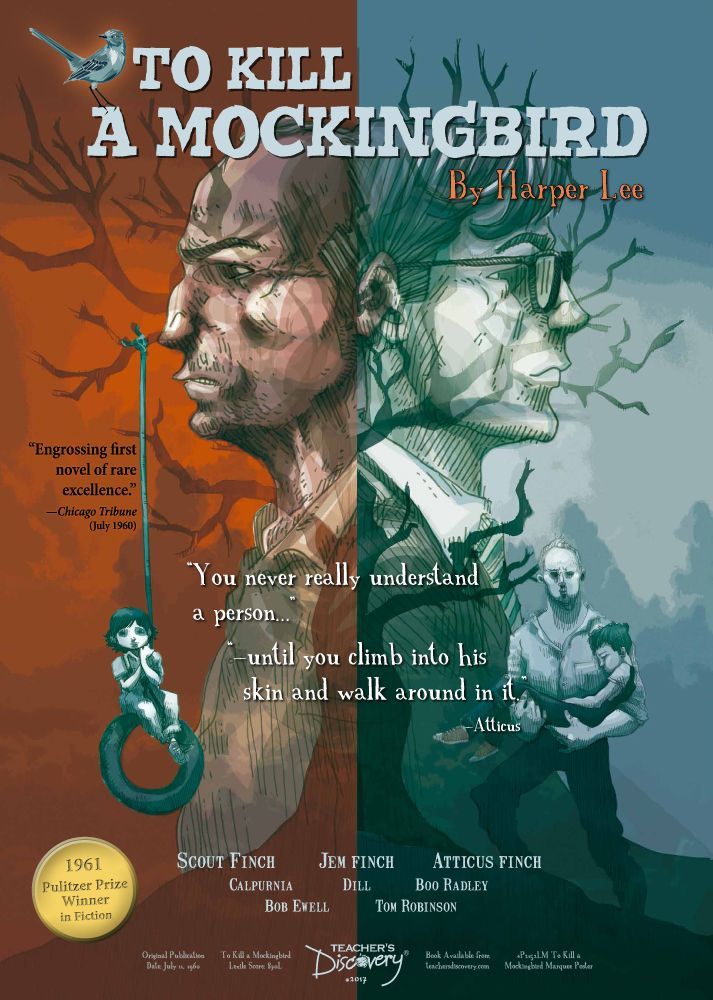 TO KILL
A MOCKINGBIRD
By Harper Lee
“Engrossing first
novel of rare
excellence.”
—Chicago Tribune
(July 1960)
“You never really understand
a person...”
“—until you climb into his
skin and walk around in it.”
—Atticus
SCOUT FINCH JEM FINCH ATTICUS FINCH
CALPURNIA DILL BOO RADLEY
BOB EWELL TOM ROBINSON
1961
Pulitzer Prize
Winner
in Fiction
Original Publication
Date: July 11, 1960
To Kill a Mockingbird
Lexile Score: 890L
TEACHER'S
Discovery®
©2017
Book Available from
teachersdiscovery.com
To Kill a
Mockingbird Marquee Poster